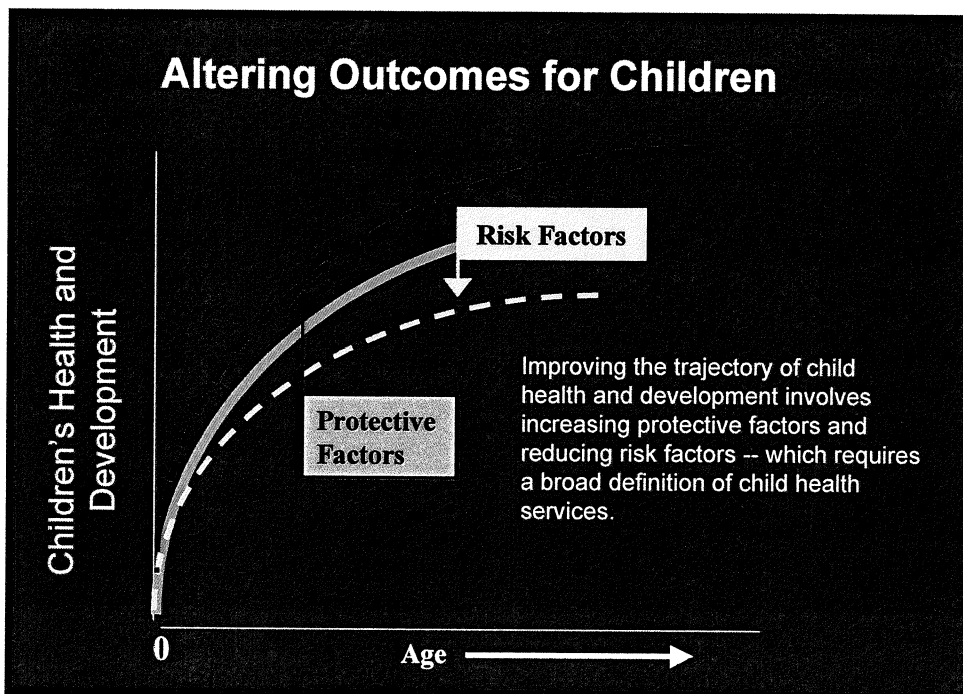 Altering Outcomes for Children
Children's Health and
Development
Risk Factors
Protective
Factors
Improving the trajectory of child
health and development involves
increasing protective factors and
reducing risk factors -- which requires
a broad definition of child health
services.
0
Age